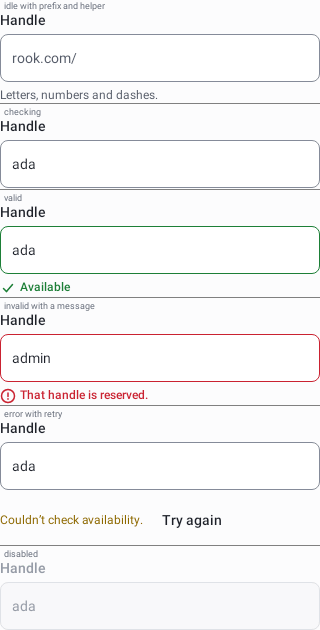 idle with prefix and helper
Handle
rook.com/
Letters, numbers and dashes.
checking
Handle
ada
valid
Handle
ada
Available
invalid with a message
Handle
admin
That handle is reserved.
error with retry
Handle
ada
Couldn’t check availability. Try again
disabled
Handle
ada